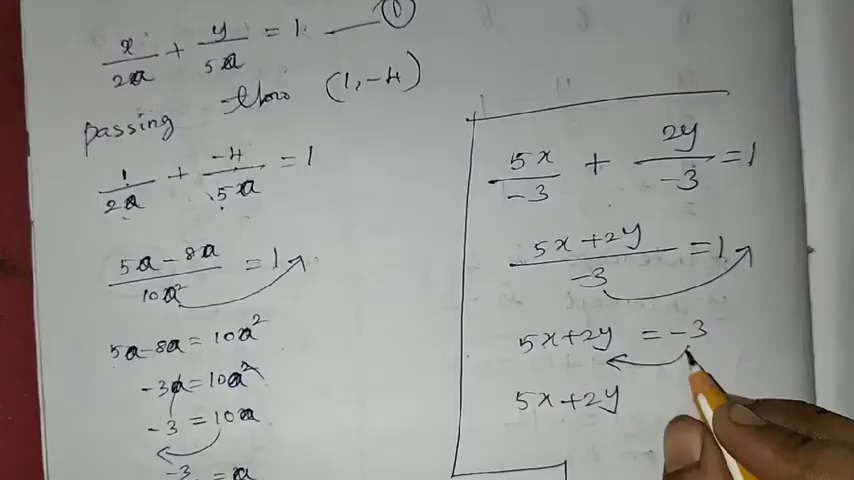 x/2a + y/5a = 1. — ①
passing thro (1, -4)
1/2a + -4/5a = 1
5a - 8a/10a² = 1
5a - 8a = 10a²
-3a = 10a²
-3 = 10a
-3 = a
5x/-3 + 2y/-3 = 1
5x + 2y/-3 = 1
5x + 2y = -3
5x + 2y